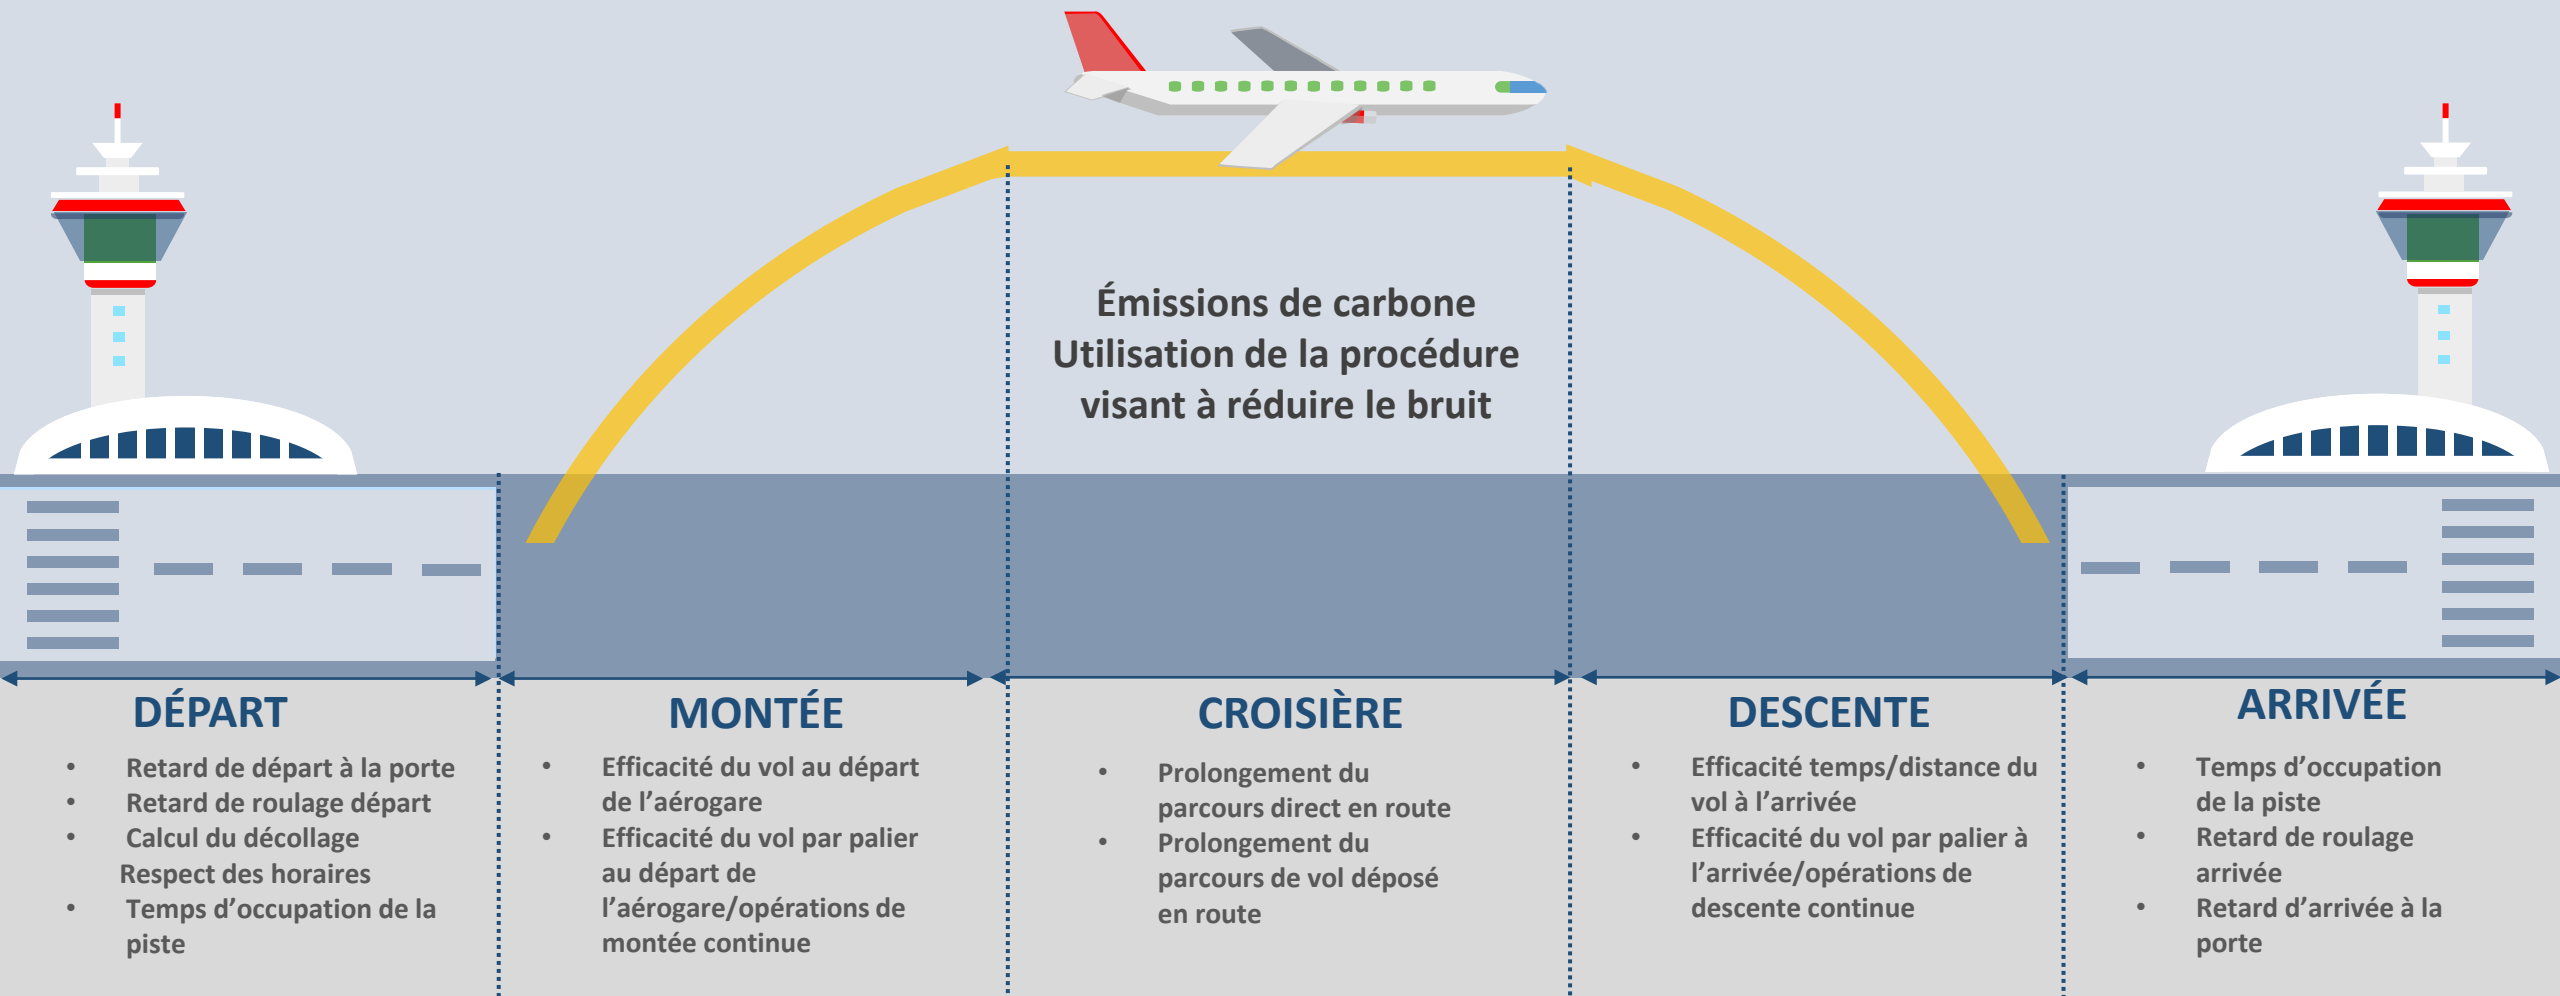 Émissions de carbone
Utilisation de la procédure
visant à réduire le bruit
DÉPART
• Retard de départ à la porte
• Retard de roulage départ
• Calcul du décollage
Respect des horaires
• Temps d’occupation de la
piste
MONTÉE
• Efficacité du vol au départ
de l’aérogare
• Efficacité du vol par palier
au départ de
l’aérogare/opérations de
montée continue
CROISIÈRE
• Prolongement du
parcours direct en route
• Prolongement du
parcours de vol déposé
en route
DESCENTE
• Efficacité temps/distance du
vol à l’arrivée
• Efficacité du vol par palier à
l’arrivée/opérations de
descente continue
ARRIVÉE
• Temps d’occupation
de la piste
• Retard de roulage
arrivée
• Retard d’arrivée à la
porte